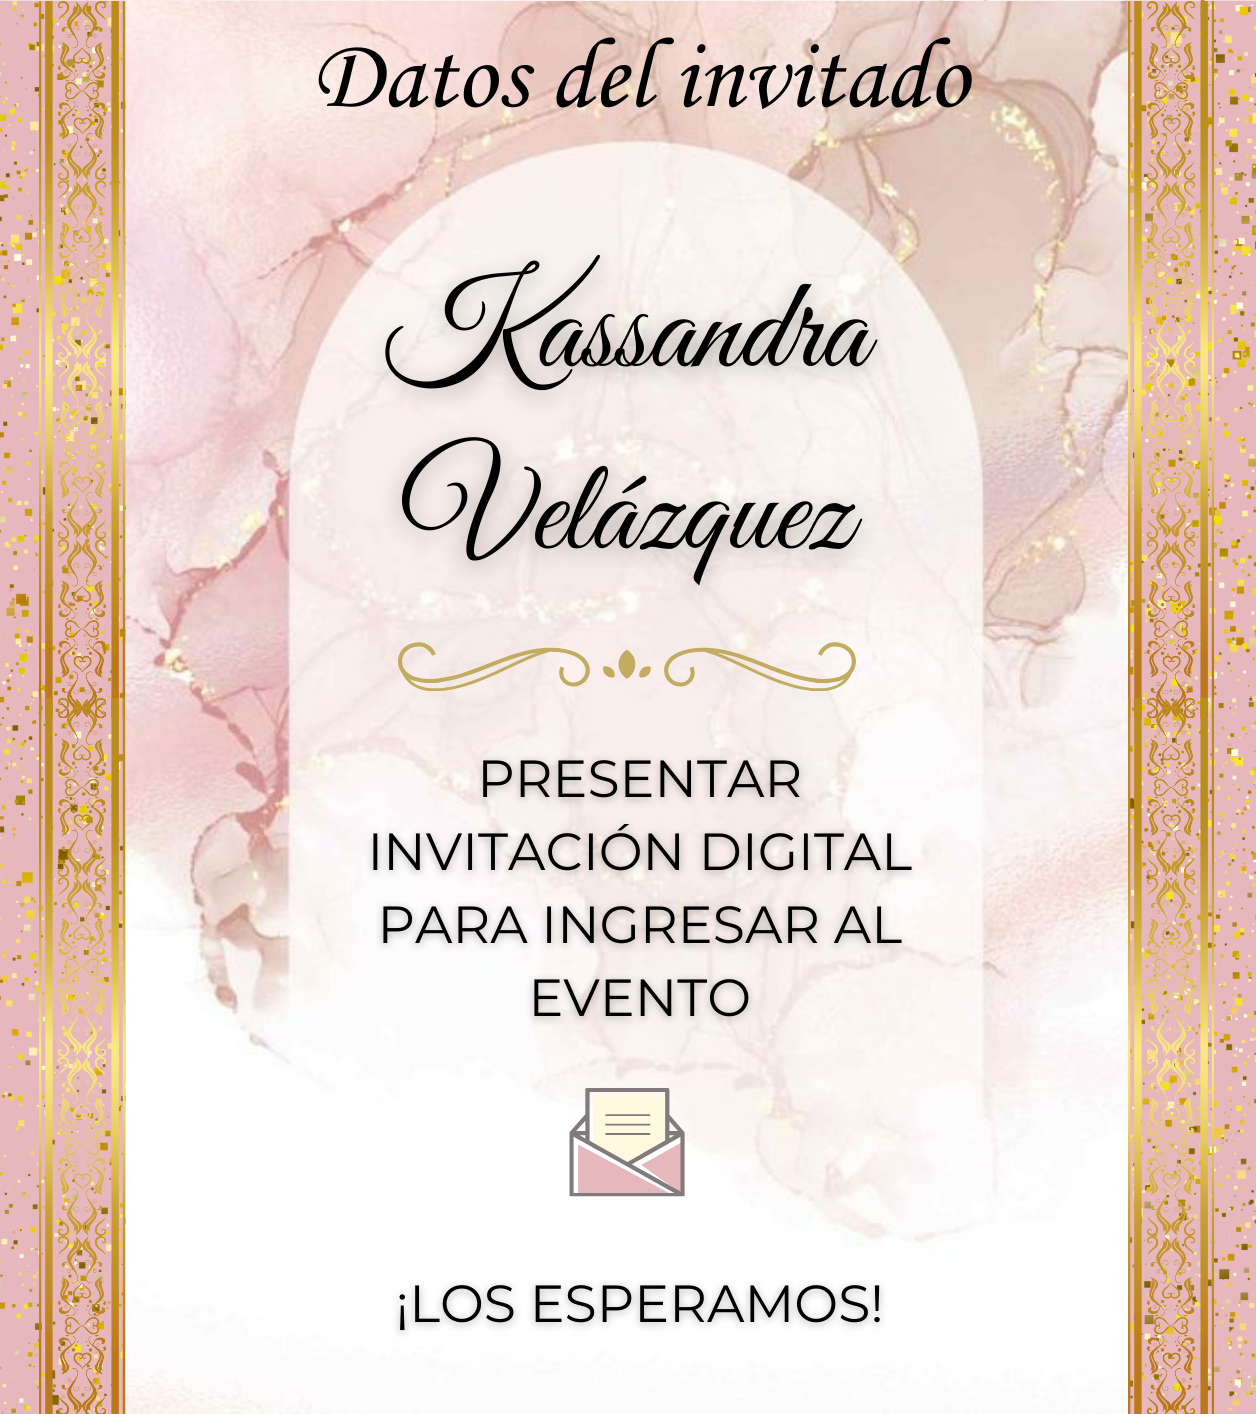 Datos del invitado
Kassandra
Velázquez
PRESENTAR
INVITACIÓN DIGITAL
PARA INGRESAR AL
EVENTO
¡LOS ESPERAMOS!